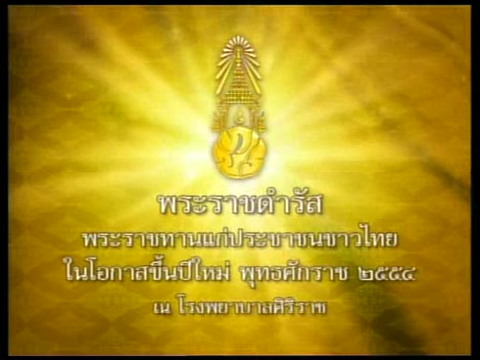 พระราชดำรัส
พระราชทานแก่ประชาชนชาวไทย
ในโอกาสขึ้นปีใหม่ พุทธศักราช ๒๕๕๔
ณ โรงพยาบาลศิริราช